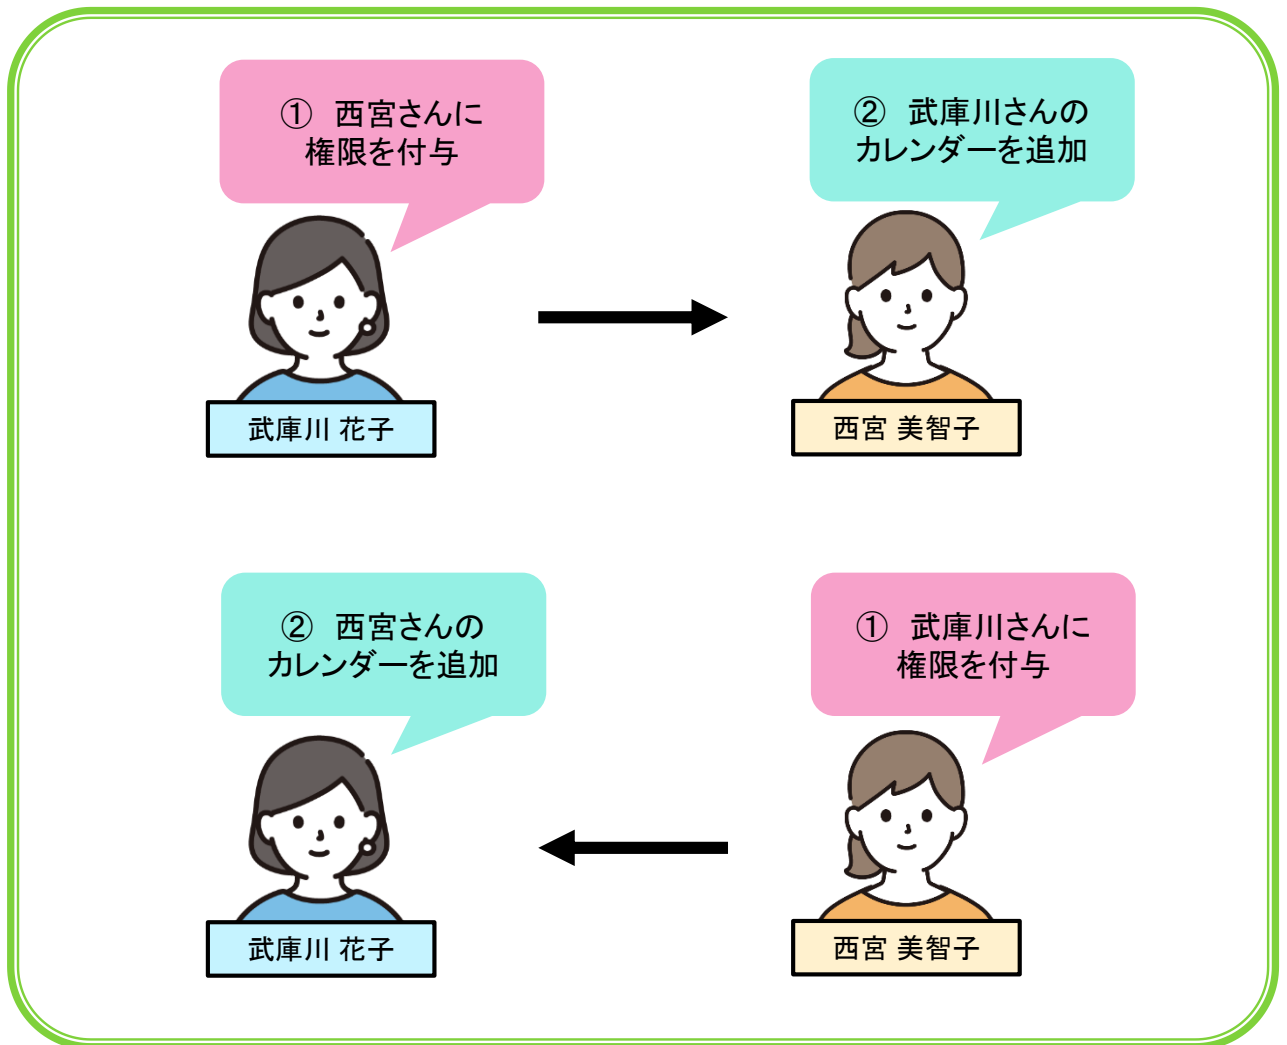 ① 西宮さんに
権限を付与
② 武庫川さんの
カレンダーを追加
武庫川 花子
西宮 美智子
② 西宮さんの
カレンダーを追加
① 武庫川さんに
権限を付与
武庫川 花子
西宮 美智子